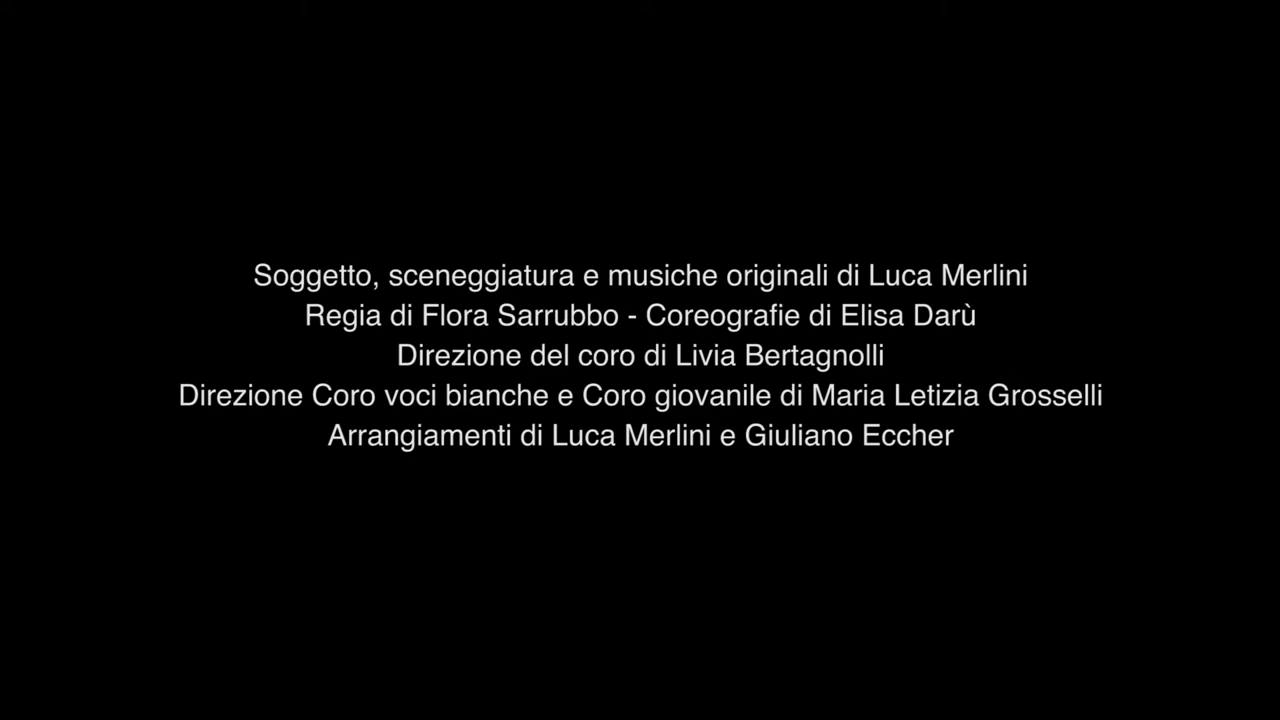 Soggetto, sceneggiatura e musiche originali di Luca Merlini
Regia di Flora Sarrubbo - Coreografie di Elisa Darù
Direzione del coro di Livia Bertagnolli
Direzione Coro voci bianche e Coro giovanile di Maria Letizia Grosselli
Arrangiamenti di Luca Merlini e Giuliano Eccher